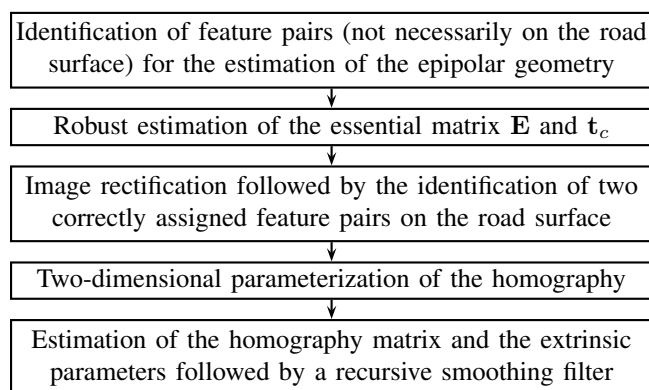 Identification of feature pairs (not necessarily on the road
surface) for the estimation of the epipolar geometry
Robust estimation of the essential matrix E and t_c
Image rectification followed by the identification of two
correctly assigned feature pairs on the road surface
Two-dimensional parameterization of the homography
Estimation of the homography matrix and the extrinsic
parameters followed by a recursive smoothing filter